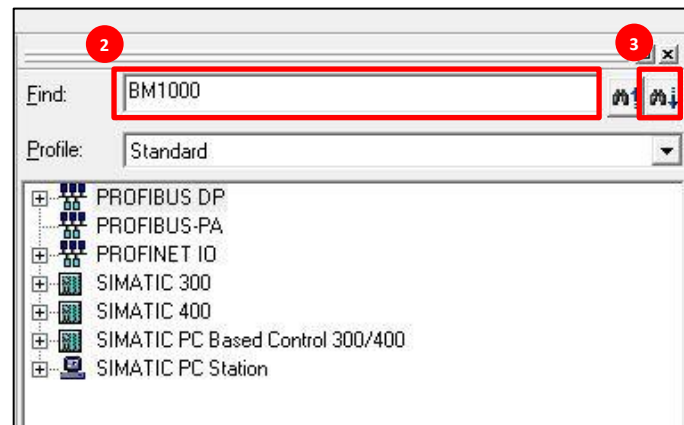 2
3
Find:
BM1000
Profile:
Standard
PROFIBUS DP
PROFIBUS-PA
PROFINET IO
SIMATIC 300
SIMATIC 400
SIMATIC PC Based Control 300/400
SIMATIC PC Station